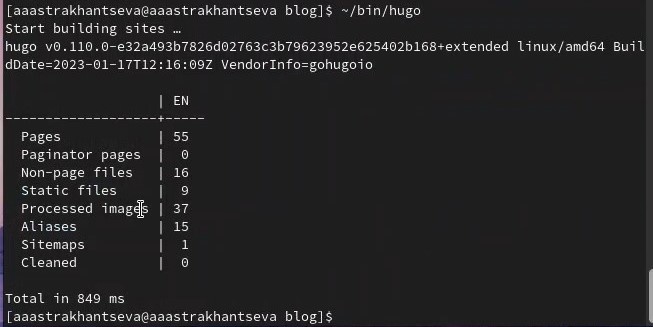 [aaastrakhantseva@aaastrakhantseva blog]$ ~/bin/hugo
Start building sites …
hugo v0.110.0-e32a493b7826d02763c3b79623952e625402b168+extended linux/amd64 Buil
dDate=2023-01-17T12:16:09Z VendorInfo=gohugoio
                   | EN
-------------------+-----
  Pages            | 55
  Paginator pages  |  0
  Non-page files   | 16
  Static files     |  9
  Processed images | 37
  Aliases          | 15
  Sitemaps         |  1
  Cleaned          |  0
Total in 849 ms
[aaastrakhantseva@aaastrakhantseva blog]$